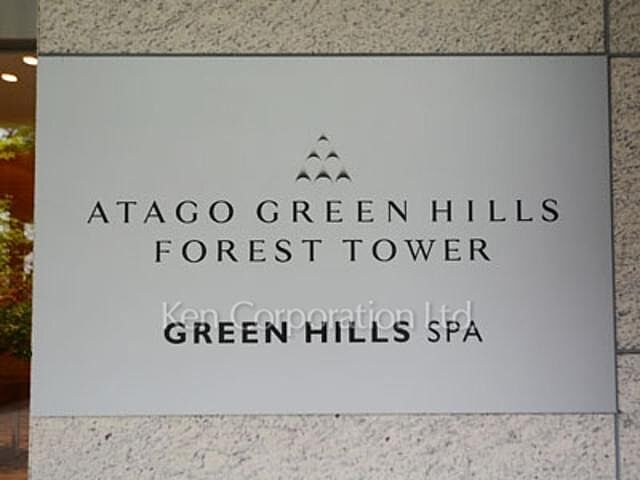 ATAGO GREEN HILLS
FOREST TOWER
Ken Corporation Ltd
GREEN HILLS SPA